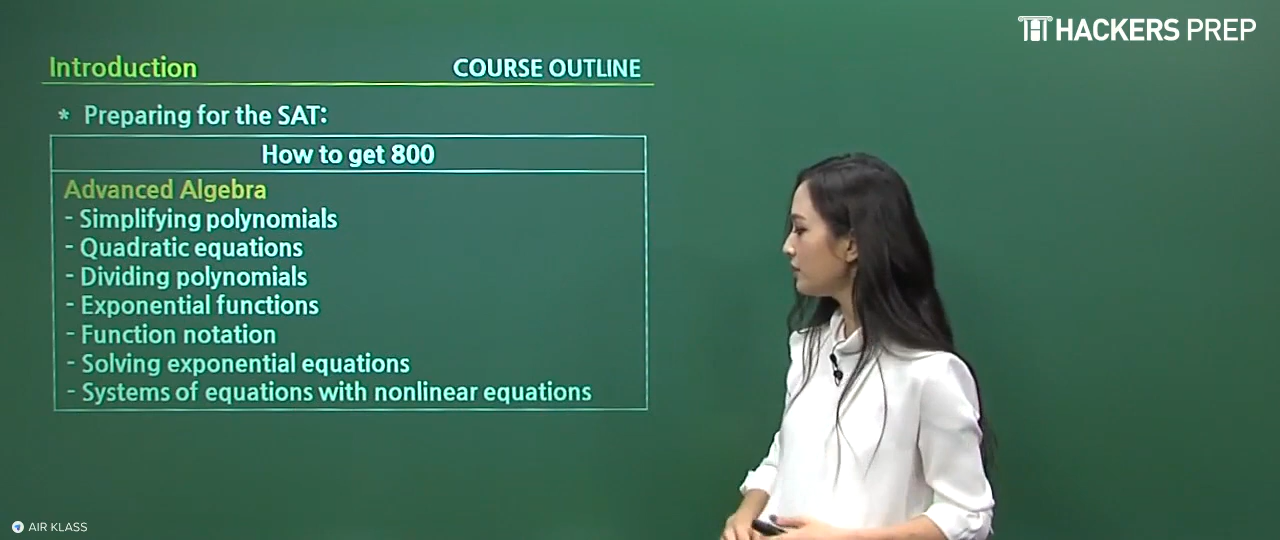 HACKERS PREP
Introduction
COURSE OUTLINE
* Preparing for the SAT:
How to get 800
Advanced Algebra
- Simplifying polynomials
- Quadratic equations
- Dividing polynomials
- Exponential functions
- Function notation
- Solving exponential equations
- Systems of equations with nonlinear equations
AIR KLASS